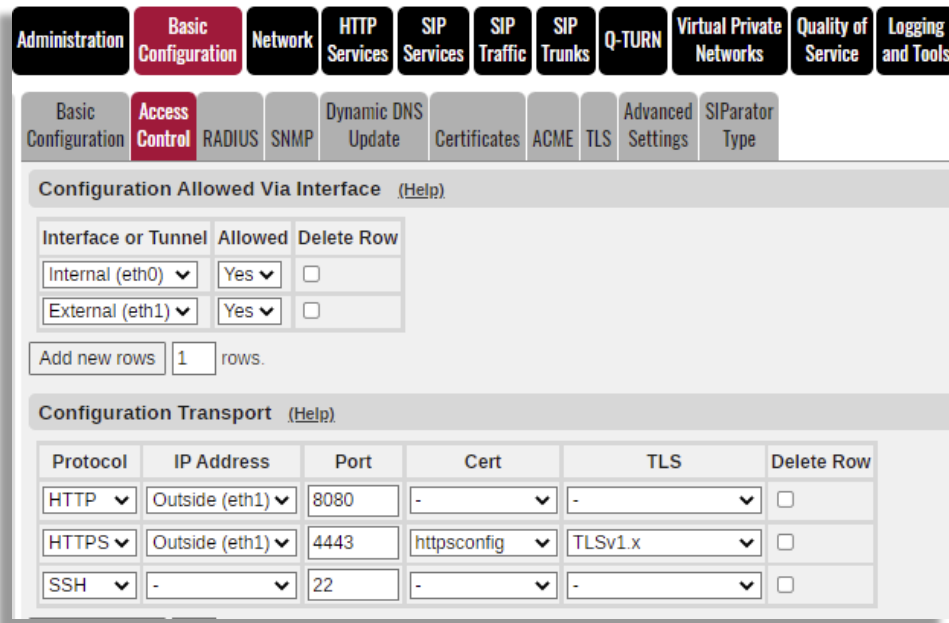 Administration
Basic Configuration
Network
HTTP Services
SIP Services
SIP Traffic
SIP Trunks
Q-TURN
Virtual Private Networks
Quality of Service
Logging and Tools
Basic Configuration
Access Control
RADIUS
SNMP
Dynamic DNS Update
Certificates
ACME
TLS
Advanced Settings
SIParator Type
Configuration Allowed Via Interface (Help)
Interface or Tunnel Allowed Delete Row
Internal (eth0) Yes
External (eth1) Yes
Add new rows 1 rows.
Configuration Transport (Help)
Protocol IP Address Port Cert TLS Delete Row
HTTP Outside (eth1) 8080 - -
HTTPS Outside (eth1) 4443 httpsconfig TLSv1.x
SSH - 22 - -